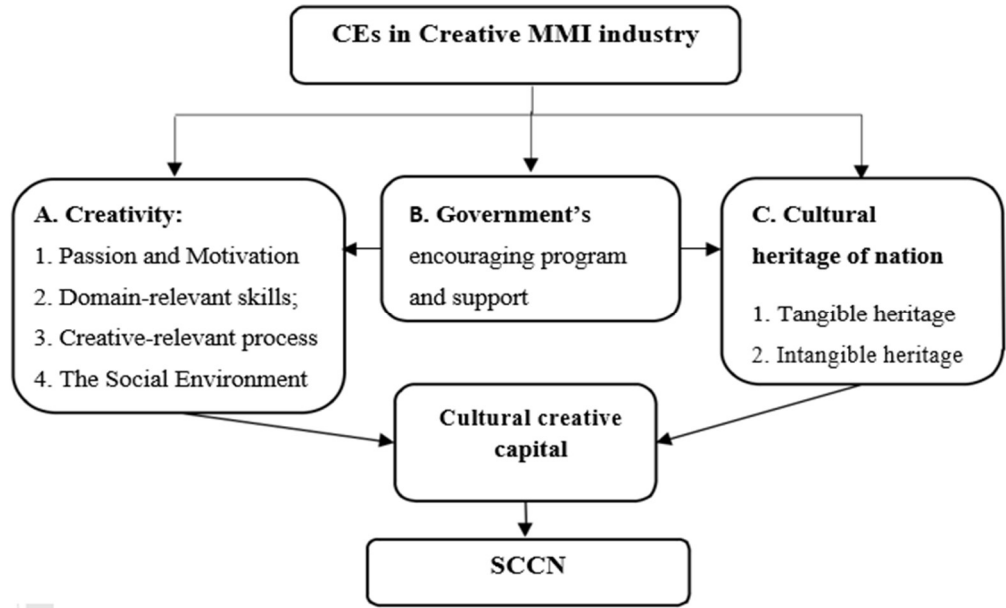 CEs in Creative MMI industry
A. Creativity:
1. Passion and Motivation
2. Domain-relevant skills;
3. Creative-relevant process
4. The Social Environment
B. Government’s
encouraging program
and support
C. Cultural
heritage of nation
1. Tangible heritage
2. Intangible heritage
Cultural creative
capital
SCCN